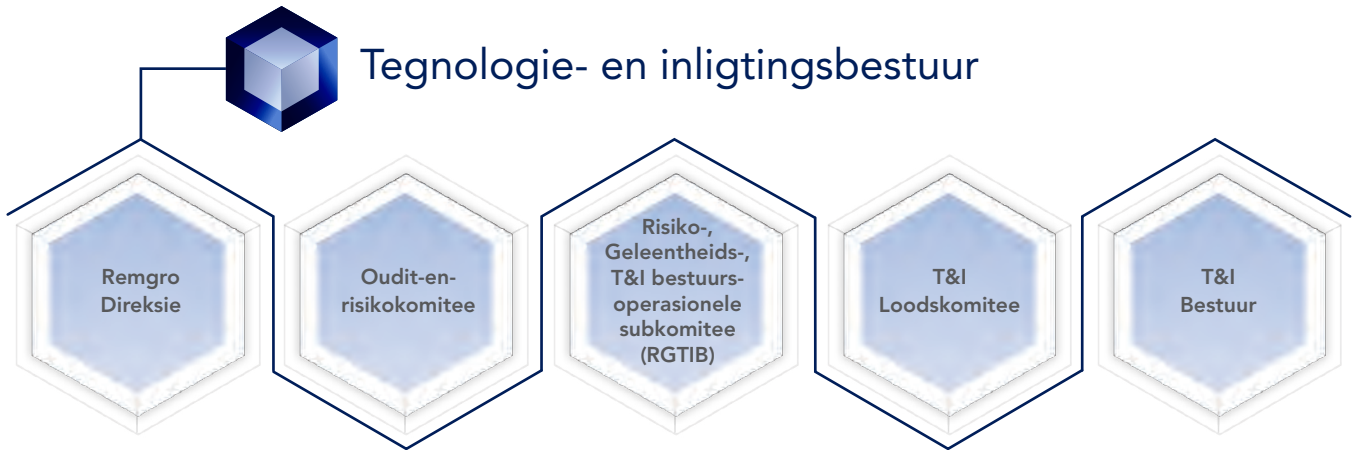 Tegnologie- en inligtingsbestuur
Remgro
Direksie
Oudit-en-
risikokomitee
Risiko-,
Geleentheids-,
T&I bestuurs-
operasionele
subkomitee
(RGTIB)
T&I
Loodskomitee
T&I
Bestuur